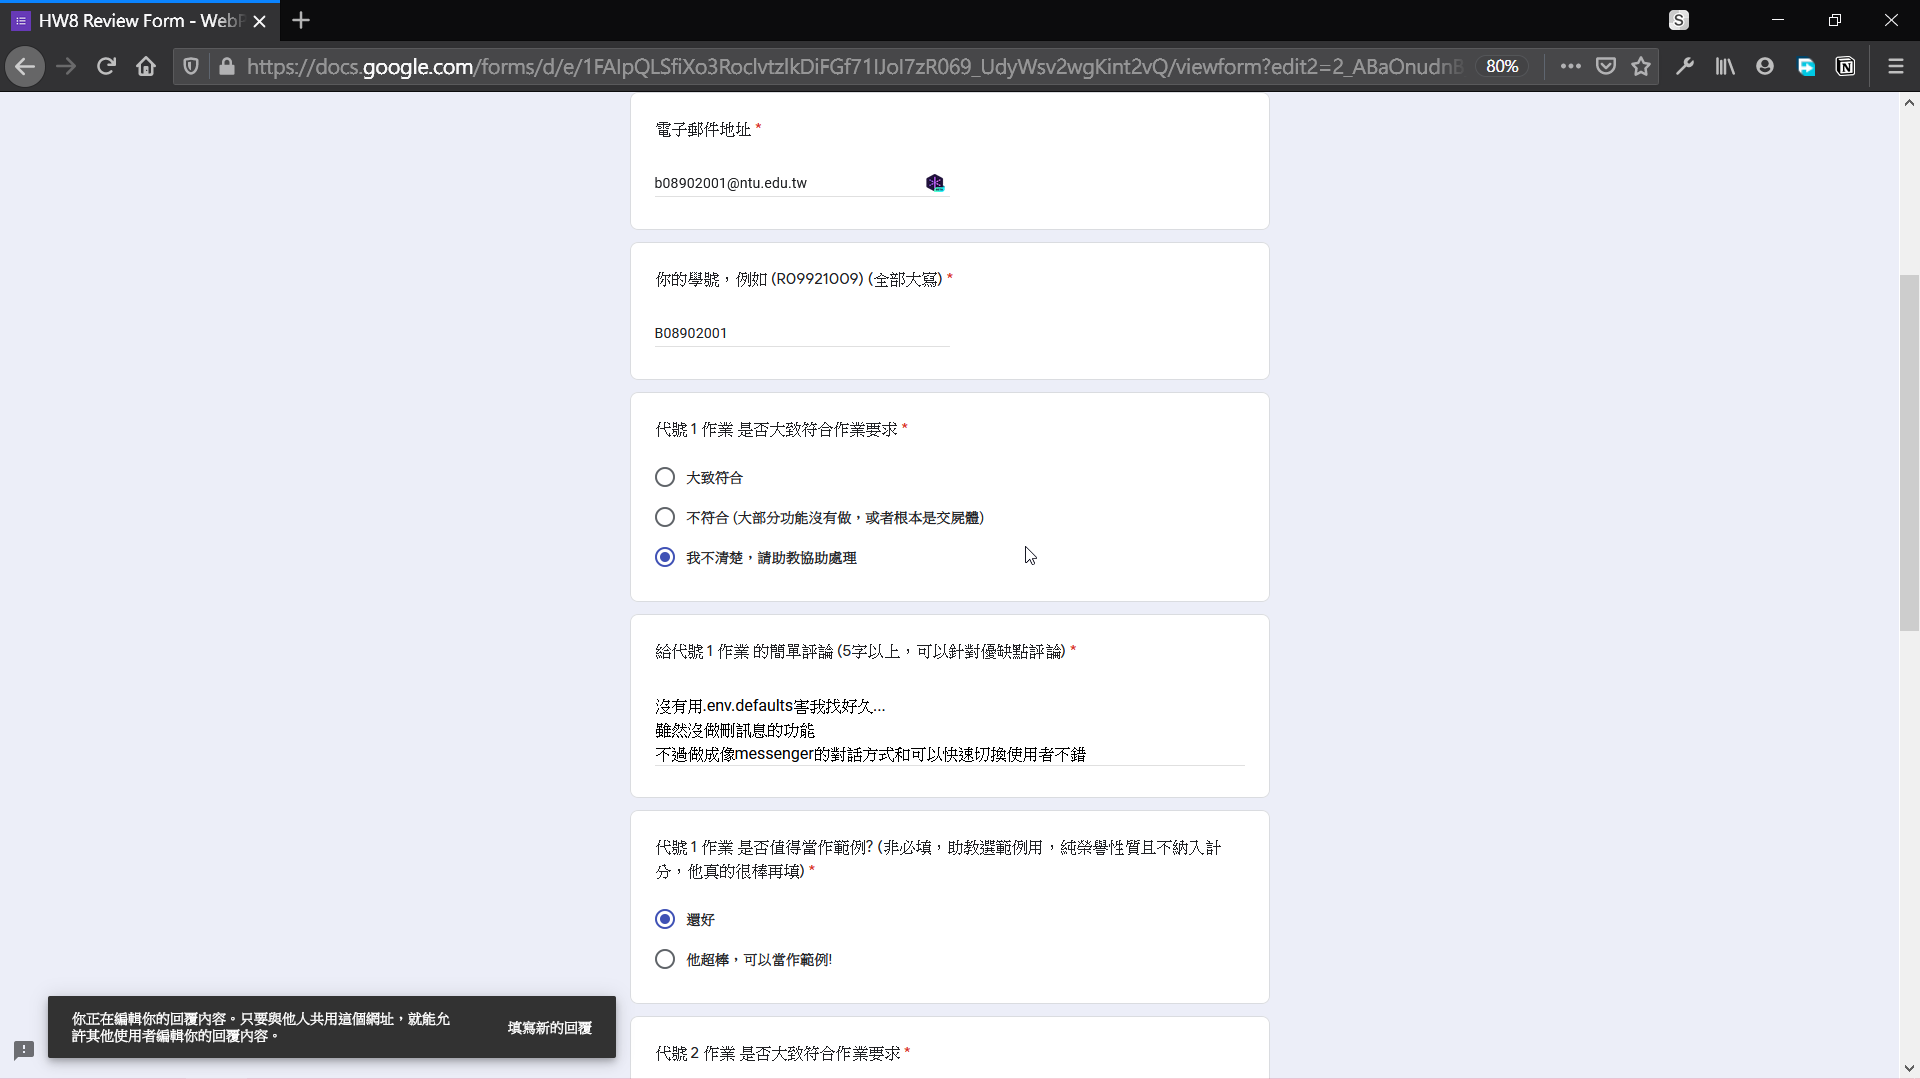 HW8 Review Form - WebP
S
https://docs.google.com/forms/d/e/1FAIpQLSfiXo3RoclvtzlkDiFGf71IJoI7zR069_UdyWsv2wgKint2vQ/viewform?edit2=2_ABaOnudnB
80%
電子郵件地址 *
b08902001@ntu.edu.tw
你的學號，例如 (R09921009) (全部大寫) *
B08902001
代號 1 作業 是否大致符合作業要求 *
大致符合
不符合 (大部分功能沒有做，或者根本是交屍體)
我不清楚，請助教協助處理
給代號 1 作業 的簡單評論 (5字以上，可以針對優缺點評論) *
沒有用.env.defaults害我找好久...
雖然沒做刪訊息的功能
不過做成像messenger的對話方式和可以快速切換使用者不錯
代號 1 作業 是否值得當作範例? (非必填，助教選範例用，純榮譽性質且不納入計
分，他真的很棒再填) *
還好
他超棒，可以當作範例!
你正在編輯你的回覆內容。只要與他人共用這個網址，就能允
許其他使用者編輯你的回覆內容。
填寫新的回覆
代號 2 作業 是否大致符合作業要求 *